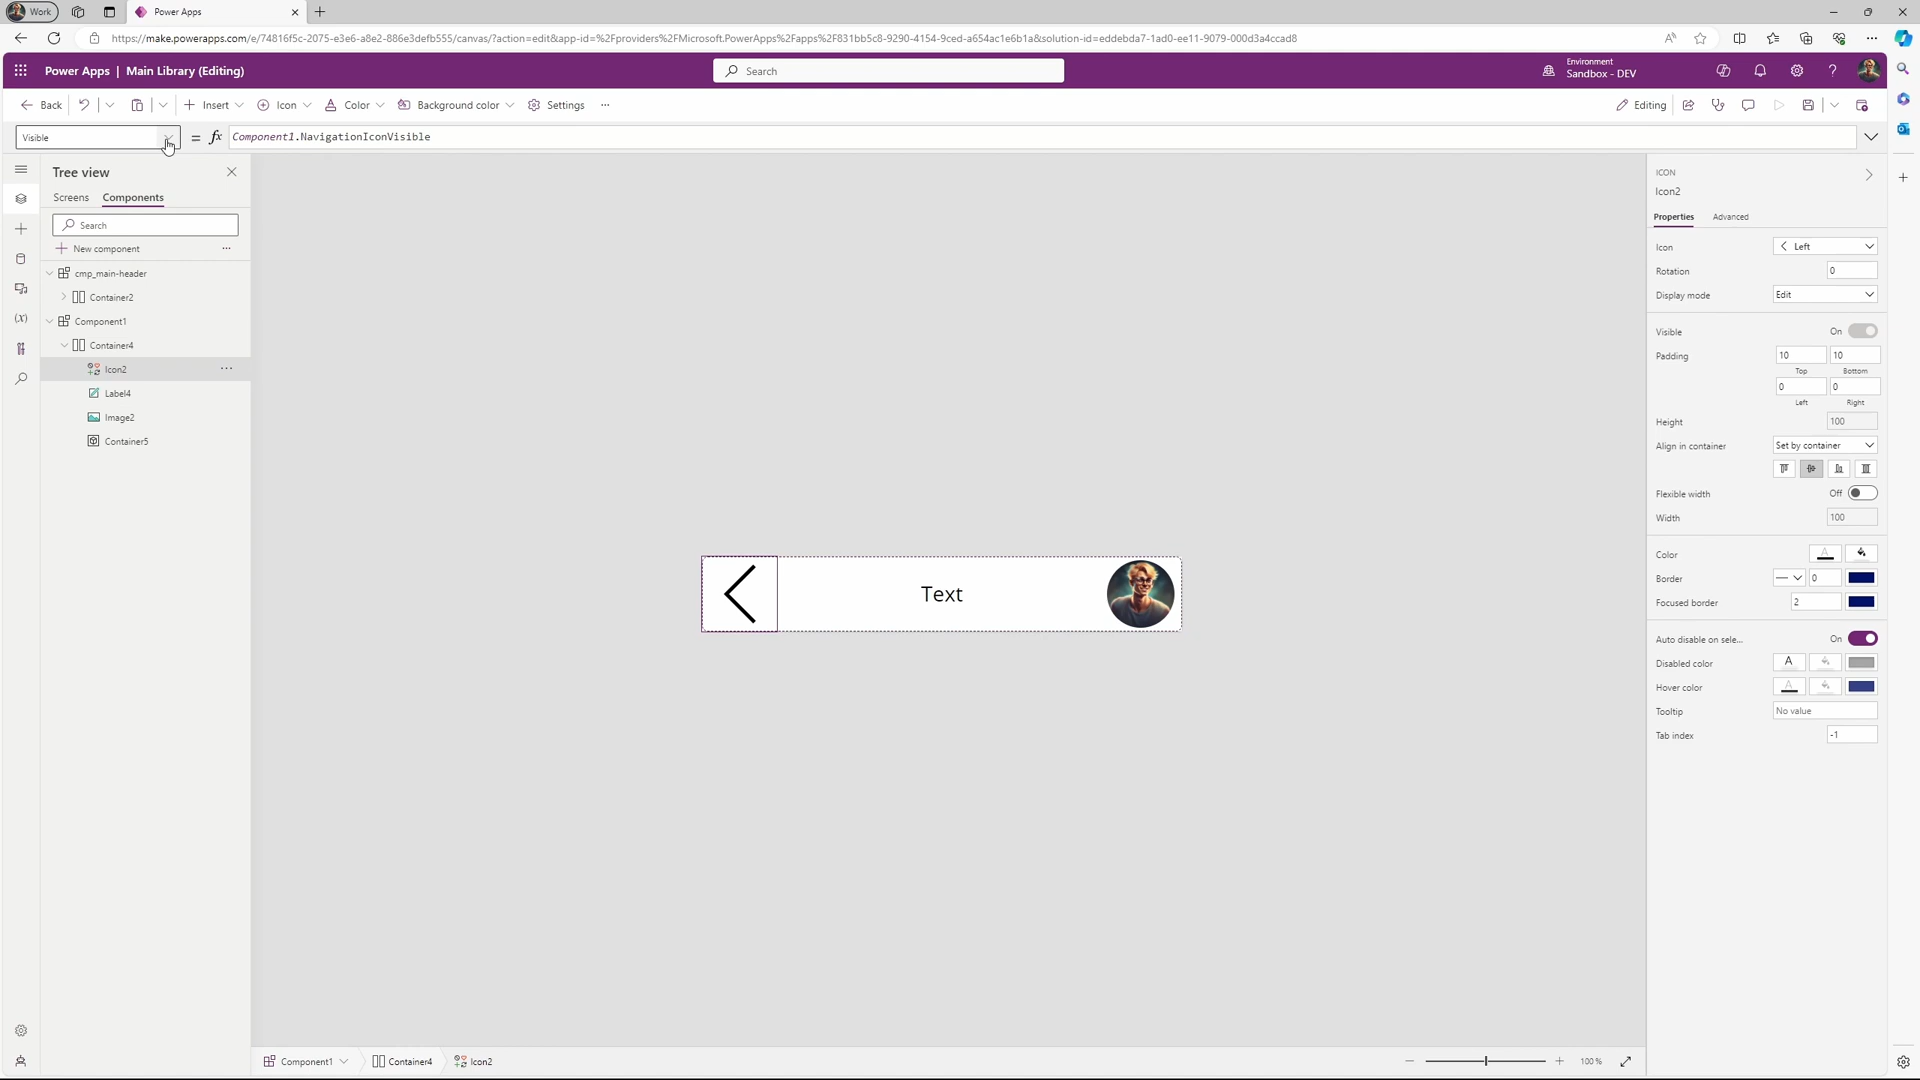 Work
Power Apps
https://make.powerapps.com/e/74816f5c-2075-e3e6-a8e2-886e3defb555/canvas/?action=edit&app-id=%2Fproviders%2FMicrosoft.PowerApps%2Fapps%2F831bb5c8-9290-4154-9ced-a654ac1e6b1a&solution-id=eddebda7-1ad0-ee11-9079-000d3a4ccad8
Power Apps | Main Library (Editing)
Search
Environment
Sandbox - DEV
Back
Insert
Icon
Color
Background color
Settings
Editing
Visible
= fx Component1.NavigationIconVisible
Tree view
Screens
Components
Search
New component
cmp_main-header
Container2
Component1
Container4
Icon2
Label4
Image2
Container5
Text
ICON
Icon2
Properties
Advanced
Icon
Left
Rotation
0
Display mode
Edit
Visible
On
Padding
10
10
Top
Bottom
0
0
Left
Right
Height
100
Align in container
Set by container
Flexible width
Off
Width
100
Color
Border
0
Focused border
2
Auto disable on sele...
On
Disabled color
Hover color
Tooltip
No value
Tab index
-1
Component1
Container4
Icon2
100 %